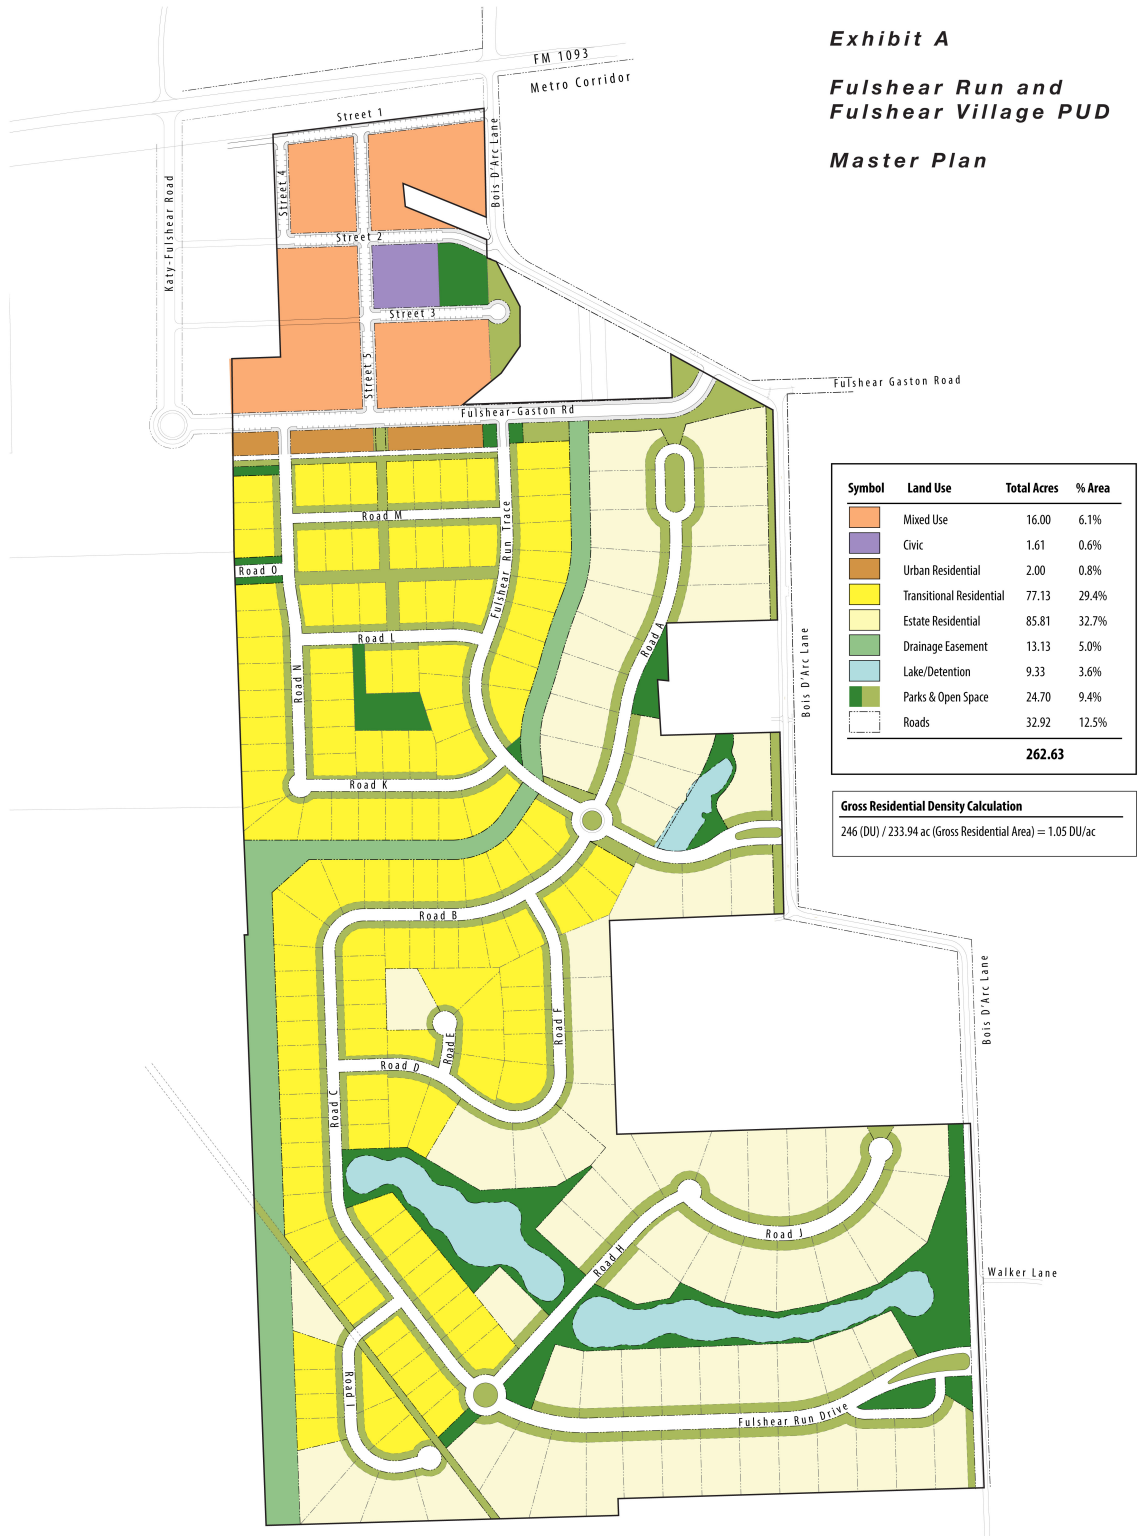 Exhibit A
Fulshear Run and
Fulshear Village PUD
Master Plan
FM 1093
Metro Corridor
Street 1
Bois D'Arc Lane
Katy-Fulshear Road
Street 4
Street 2
Street 3
Street 5
Fulshear-Gaston Rd
Fulshear Gaston Road
Symbol Land Use Total Acres % Area
Mixed Use 16.00 6.1%
Civic 1.61 0.6%
Urban Residential 2.00 0.8%
Transitional Residential 77.13 29.4%
Estate Residential 85.81 32.7%
Drainage Easement 13.13 5.0%
Lake/Detention 9.33 3.6%
Parks & Open Space 24.70 9.4%
Roads 32.92 12.5%
262.63
Gross Residential Density Calculation
246 (DU) / 233.94 ac (Gross Residential Area) = 1.05 DU/ac
Road M
Fulshear Run Trace
Road O
Road L
Road A
Road N
Bois D'Arc Lane
Road K
Road B
Road F
Road E
Road D
Road C
Bois D'Arc Lane
Road J
Road H
Walker Lane
Road I
Fulshear Run Drive